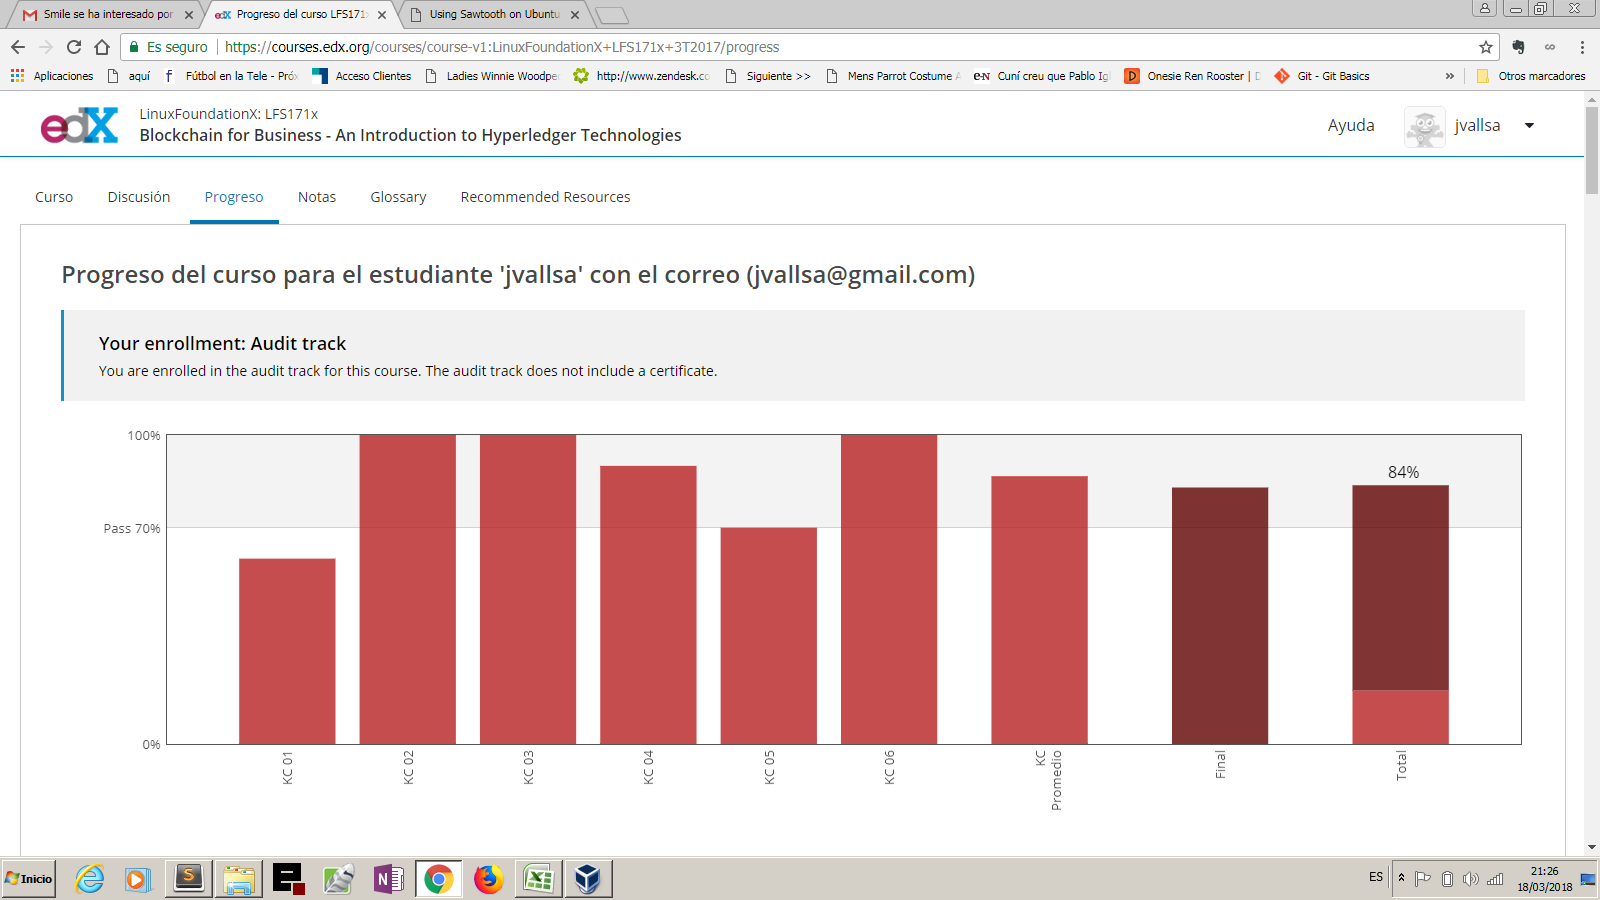 Smile se ha interesado por
Progreso del curso LFS171x
Using Sawtooth on Ubuntu
Es seguro
https://courses.edx.org/courses/course-v1:LinuxFoundationX+LFS171x+3T2017/progress
Aplicaciones
aquí
Fútbol en la Tele - Próx
Acceso Clientes
Ladies Winnie Woodpe
http://www.zendesk.co
Siguiente >>
Mens Parrot Costume A
e-N
Cuní creu que Pablo Igl
Onesie Ren Rooster | D
Git - Git Basics
»
Otros marcadores
edX
LinuxFoundationX: LFS171x
Blockchain for Business - An Introduction to Hyperledger Technologies
Ayuda
jvallsa
Curso
Discusión
Progreso
Notas
Glossary
Recommended Resources
Progreso del curso para el estudiante 'jvallsa' con el correo (jvallsa@gmail.com)
Your enrollment: Audit track
You are enrolled in the audit track for this course. The audit track does not include a certificate.
100%
84%
Pass 70%
0%
KC 01
KC 02
KC 03
KC 04
KC 05
KC 06
KC
Promedio
Final
Total
Inicio
ES
21:26
18/03/2018